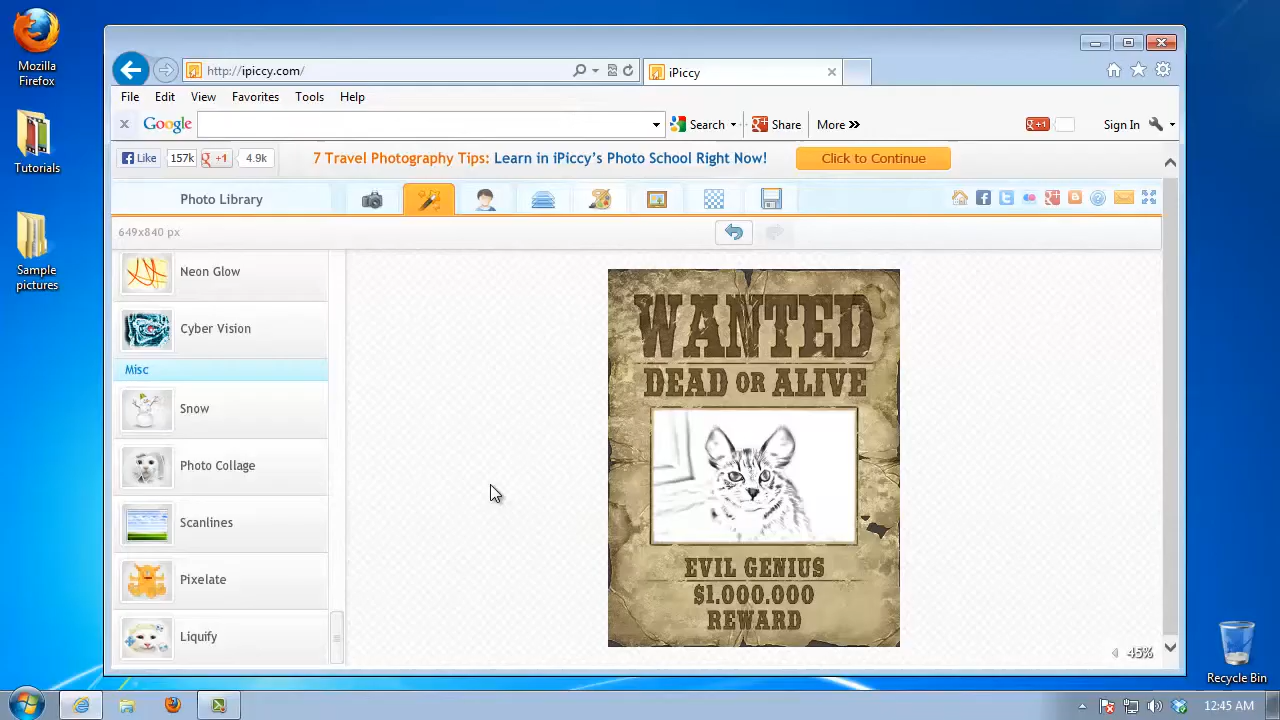 Mozilla
Firefox
Tutorials
Sample
pictures
Recycle Bin
http://ipiccy.com/
iPiccy
File Edit View Favorites Tools Help
Google Search Share More Sign In
Like 157k +1 4.9k
7 Travel Photography Tips: Learn in iPiccy's Photo School Right Now!
Click to Continue
Photo Library
649x840 px
Neon Glow
Cyber Vision
Misc
Snow
Photo Collage
Scanlines
Pixelate
Liquify
WANTED
DEAD OR ALIVE
EVIL GENIUS
$1.000.000
REWARD
45%
12:45 AM